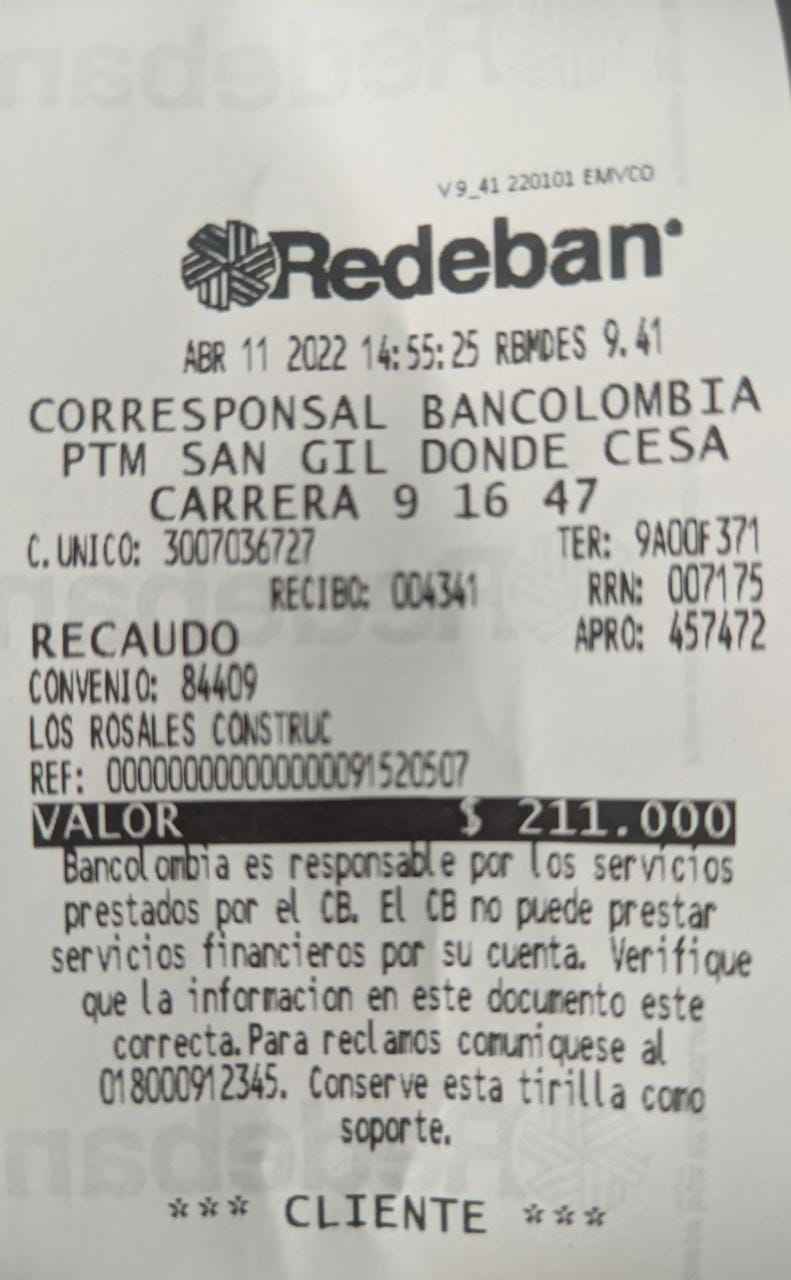 V9_41 220101 EMVCO
Redeban
ABR 11 2022 14:55:25 RBMDES 9.41
CORRESPONSAL BANCOLOMBIA
PTM SAN GIL DONDE CESA
CARRERA 9 16 47
C. UNICO: 3007036727 TER: 9A00F371
RECIBO: 004341 RRN: 007175
RECAUDO APRO: 457472
CONVENIO: 84409
LOS ROSALES CONSTRUC
REF: 000000000000000091520507
VALOR $ 211.000
Bancolombia es responsable por los servicios
prestados por el CB. El CB no puede prestar
servicios financieros por su cuenta. Verifique
que la informacion en este documento este
correcta.Para reclamos comuniquese al
018000912345. Conserve esta tirilla como
soporte.
*** CLIENTE ***